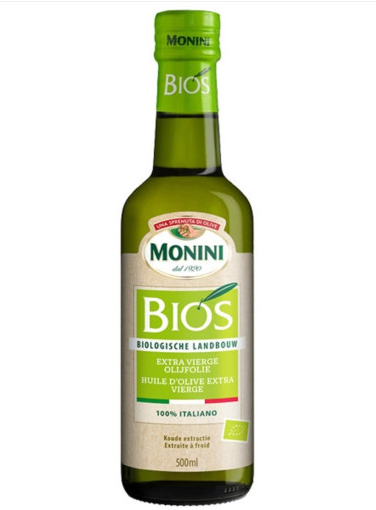 MONINI
BIOS
UNA SPREMUTA DI OLIVE
MONINI
dal 1920
BIOS
BIOLOGISCHE LANDBOUW
EXTRA VIERGE
OLIJFOLIE
HUILE D'OLIVE EXTRA
VIERGE
100% ITALIANO
Koude extractie
Extraite à froid
500ml